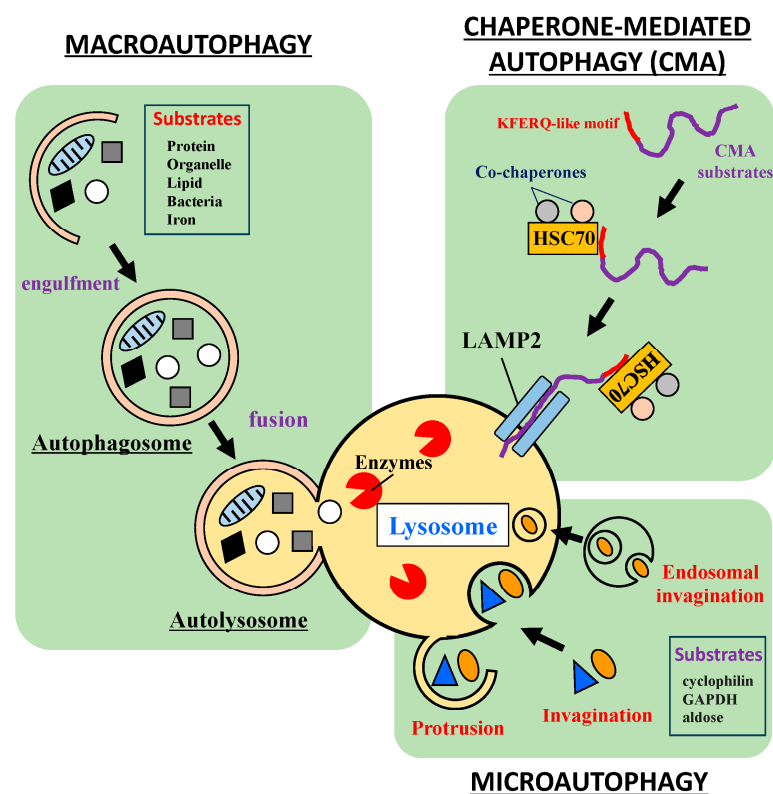 MACROAUTOPHAGY
Substrates
Protein
Organelle
Lipid
Bacteria
Iron
engulfment
Autophagosome
fusion
Autolysosome
CHAPERONE-MEDIATED
AUTOPHAGY (CMA)
KFERQ-like motif
CMA
substrates
Co-chaperones
HSC70
LAMP2
HSC70
Enzymes
Lysosome
Endosomal
invagination
Protrusion
Invagination
Substrates
cyclophilin
GAPDH
aldose
MICROAUTOPHAGY